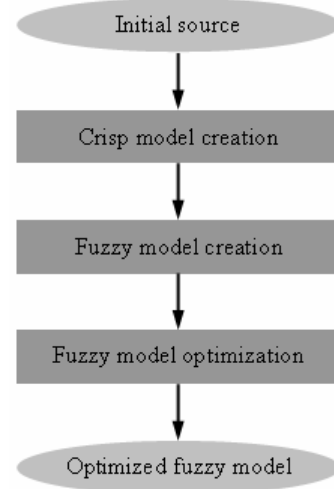 Initial source
Crisp model creation
Fuzzy model creation
Fuzzy model optimization
Optimized fuzzy model